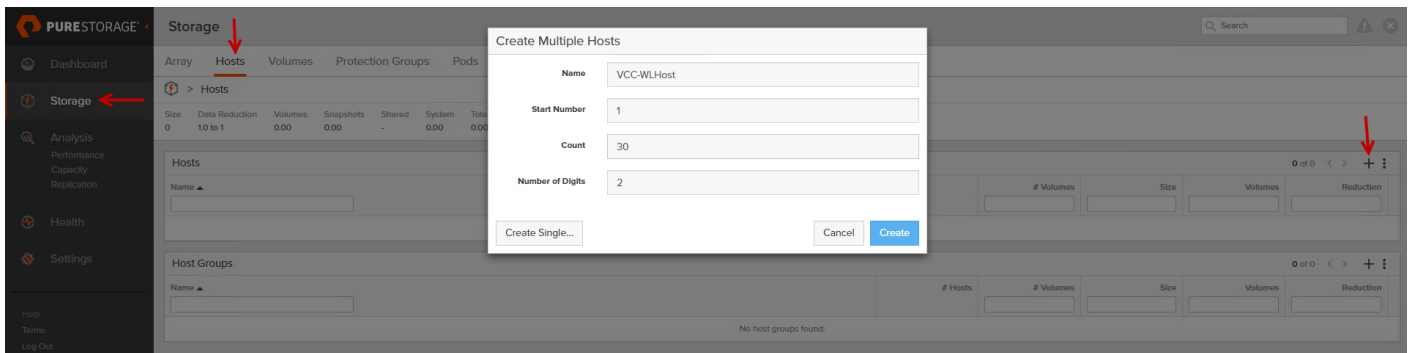 PURESTORAGE®
Storage
Search
Dashboard
Storage
Analysis
Performance
Capacity
Replication
Health
Settings
Help
Terms
Log Out
Array Hosts Volumes Protection Groups Pods
> Hosts
Size Data Reduction Volumes Snapshots Shared System
0 1.0 to 1 0.00 0.00 - 0.00 0.00
Hosts
0 of 0 < > +
Name ▲ # Volumes Size Volumes Reduction
Host Groups
0 of 0 < > +
Name ▲ # Hosts # Volumes Size Volumes Reduction
No host groups found.
Create Multiple Hosts
Name VCC-WLHost
Start Number 1
Count 30
Number of Digits 2
Create Single... Cancel Create